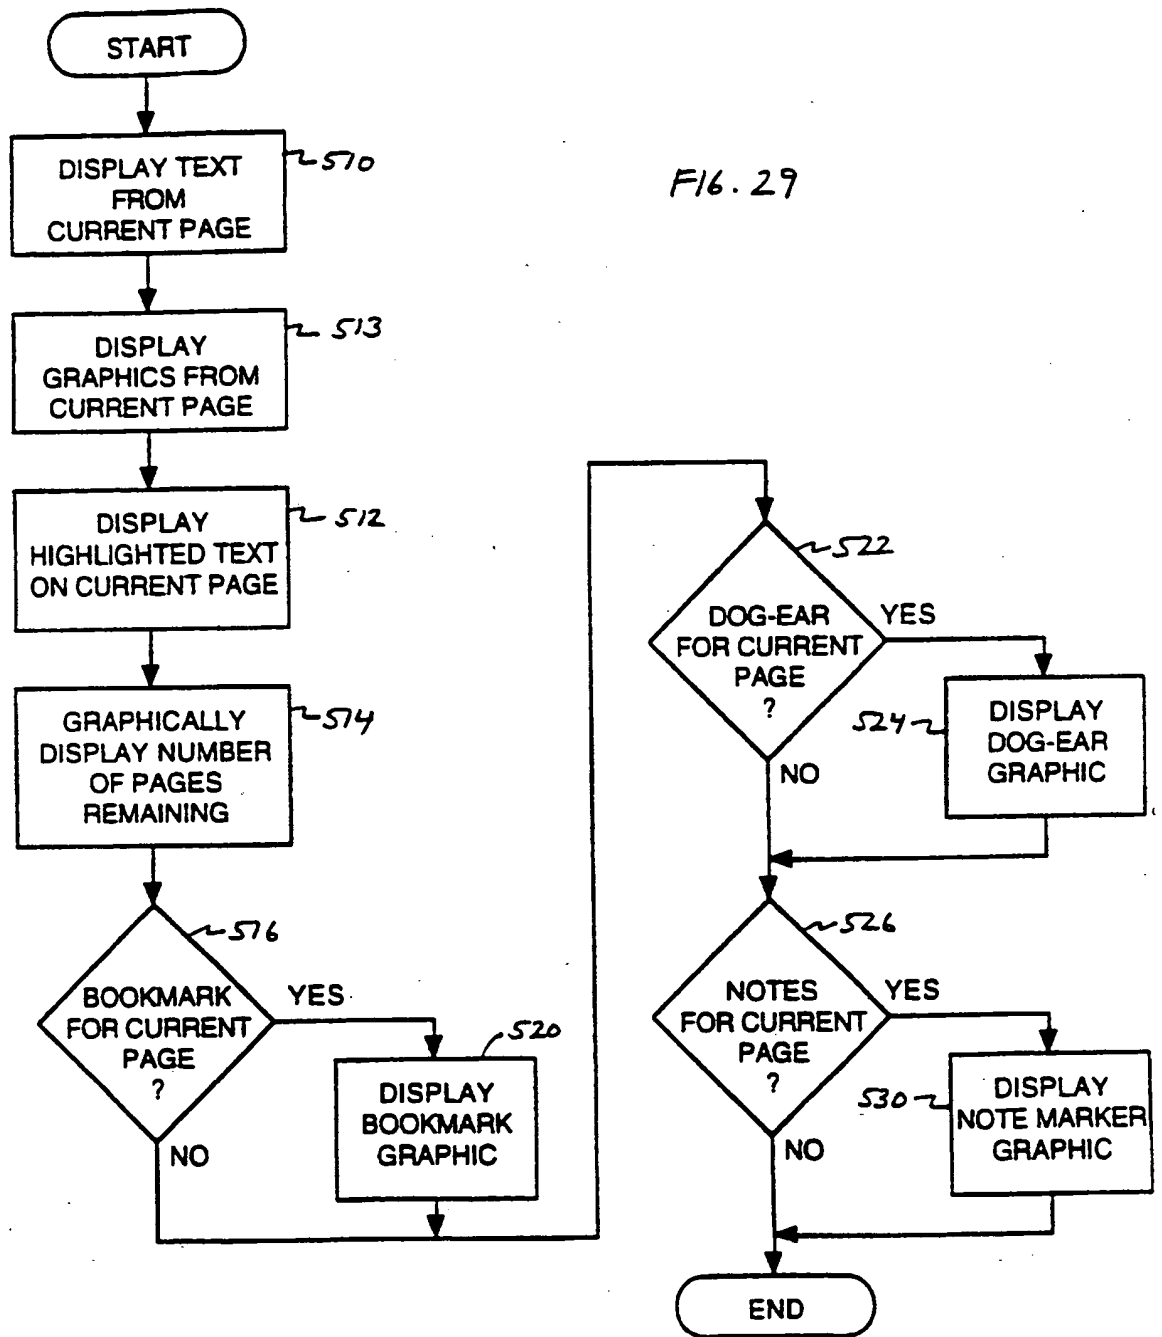 START
DISPLAY TEXT
FROM
CURRENT PAGE
510
FIG. 29
DISPLAY
GRAPHICS FROM
CURRENT PAGE
513
DISPLAY
HIGHLIGHTED TEXT
ON CURRENT PAGE
512
GRAPHICALLY
DISPLAY NUMBER
OF PAGES
REMAINING
514
BOOKMARK
FOR CURRENT
PAGE
?
516
YES
NO
DISPLAY
BOOKMARK
GRAPHIC
520
DOG-EAR
FOR CURRENT
PAGE
?
522
YES
NO
DISPLAY
DOG-EAR
GRAPHIC
524
NOTES
FOR CURRENT
PAGE
?
526
YES
NO
DISPLAY
NOTE MARKER
GRAPHIC
530
END